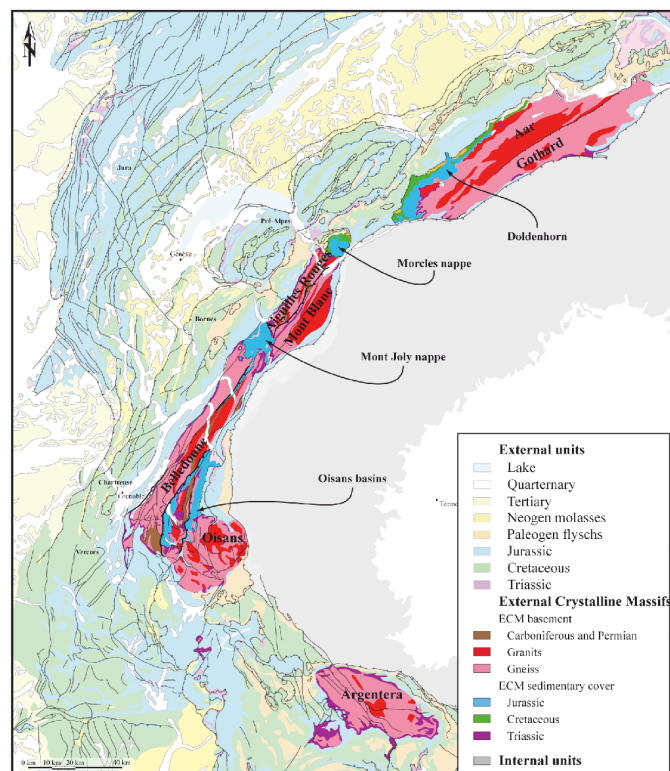 N
Aar
Gothard
Jura
Doldenhorn
Pré-Alpes
Morcles nappe
Genève
Aiguilles Rouges
Mont Blanc
Bornes
Mont Joly nappe
Belledonne
Chartreuse
Grenoble
Oisans basins
Torino
Oisans
Vercors
Argentera
0 km 10 km 20 km 40 km
External units
Lake
Quarternary
Tertiary
Neogen molasses
Paleogen flyschs
Jurassic
Cretaceous
Triassic
External Crystalline Massifs
ECM basement
Carboniferous and Permian
Granits
Gneiss
ECM sedimentary cover
Jurassic
Cretaceous
Triassic
Internal units